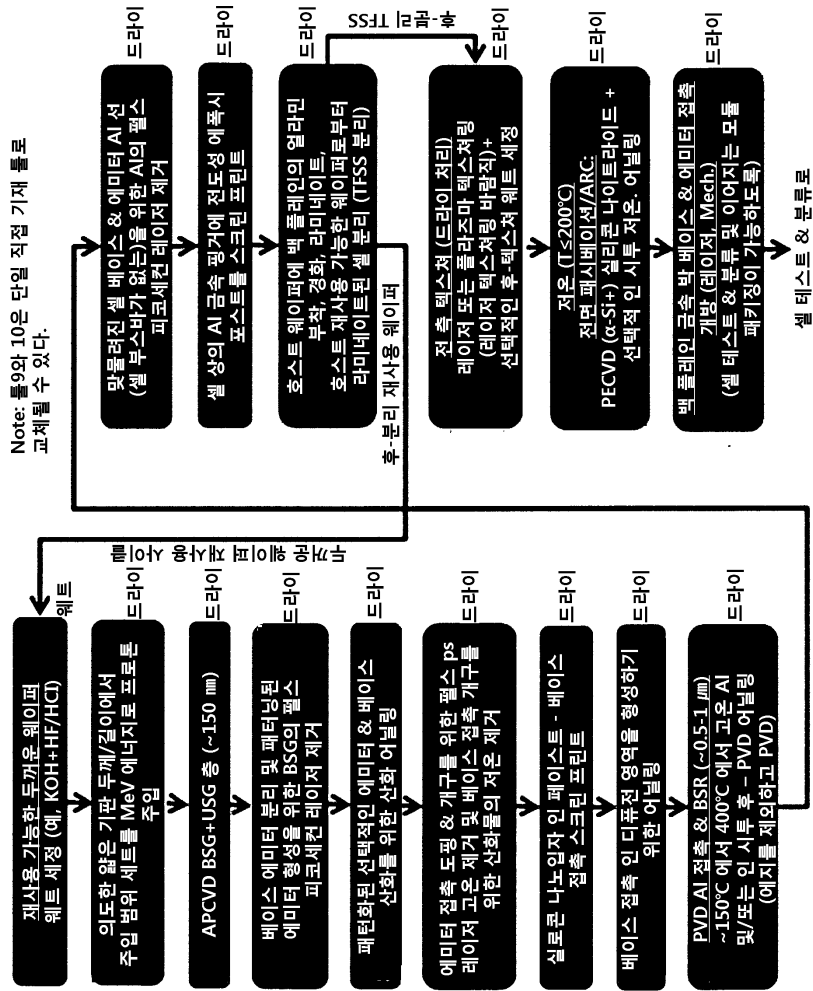 Note: 툴9와 10은 단일 직접 기재 툴로
교체될 수 있다.
재사용 가능한 두꺼운 웨이퍼
웨트 세정 (예, KOH+HF/HCl)
웨트
의도한 얇은 기판 두께/깊이에서
주입 범위 세트를 MeV 에너지로 프로톤
주입
드라이
APCVD BSG+USG 층 (~150 ㎚)
드라이
베이스 에미터 분리 및 패터닝된
에미터 형성을 위한 BSG의 펄스
피코세컨 레이저 제거
드라이
패턴화된 선택적인 에미터 & 베이스
산화를 위한 산화 어닐링
드라이
에미터 접촉 도핑 & 개구를 위한 펄스 ps
레이저 고온 제거 및 베이스 접촉 개구를
위한 산화물의 저온 제거
드라이
실로콘 나노입자 인 페이스트 - 베이스
접촉 스크린 프린트
드라이
베이스 접촉 인 디퓨전 영역을 형성하기
위한 어닐링
드라이
PVD Al 접촉 & BSR (~0.5-1 ㎛)
~150℃ 에서 400℃ 에서 고온 Al
및/또는 인 시투 후 – PVD 어닐링
(에지를 제외하고 PVD)
드라이
두꺼운 웨이퍼 재사용 사이클
맞물려진 셀 베이스 & 에미터 Al 선
(셀 부스바가 없는)을 위한 Al의 펄스
피코세컨 레이저 제거
드라이
셀 상의 Al 금속 핑거에 전도성 에폭시
포스트를 스크린 프린트
드라이
호스트 웨이퍼에 백 플레인의 얼라인
부착, 경화, 라미네이트,
호스트 재사용 가능한 웨이퍼로부터
라미네이트된 셀 분리 (TFSS 분리)
드라이
후-분리 재사용 웨이퍼
후-분리 TFSS
전 측 텍스쳐 (드라이 처리)
레이저 또는 플라즈마 텍스쳐링
(레이저 텍스쳐링 바람직)+
선택적인 후-텍스쳐 웨트 세정
드라이
저온 (T≤200℃)
전면 패시베이션/ARC:
PECVD (α-Si+) 실리콘 나이트라이드 +
선택적 인 시투 저온. 어닐링
드라이
백 플레인 금속 박 베이스 & 에미터 접촉
개방 (레이저, Mech.)
(셀 테스트 & 분류 및 이어지는 모듈
패키징이 가능하도록)
드라이
셀 테스트 & 분류로